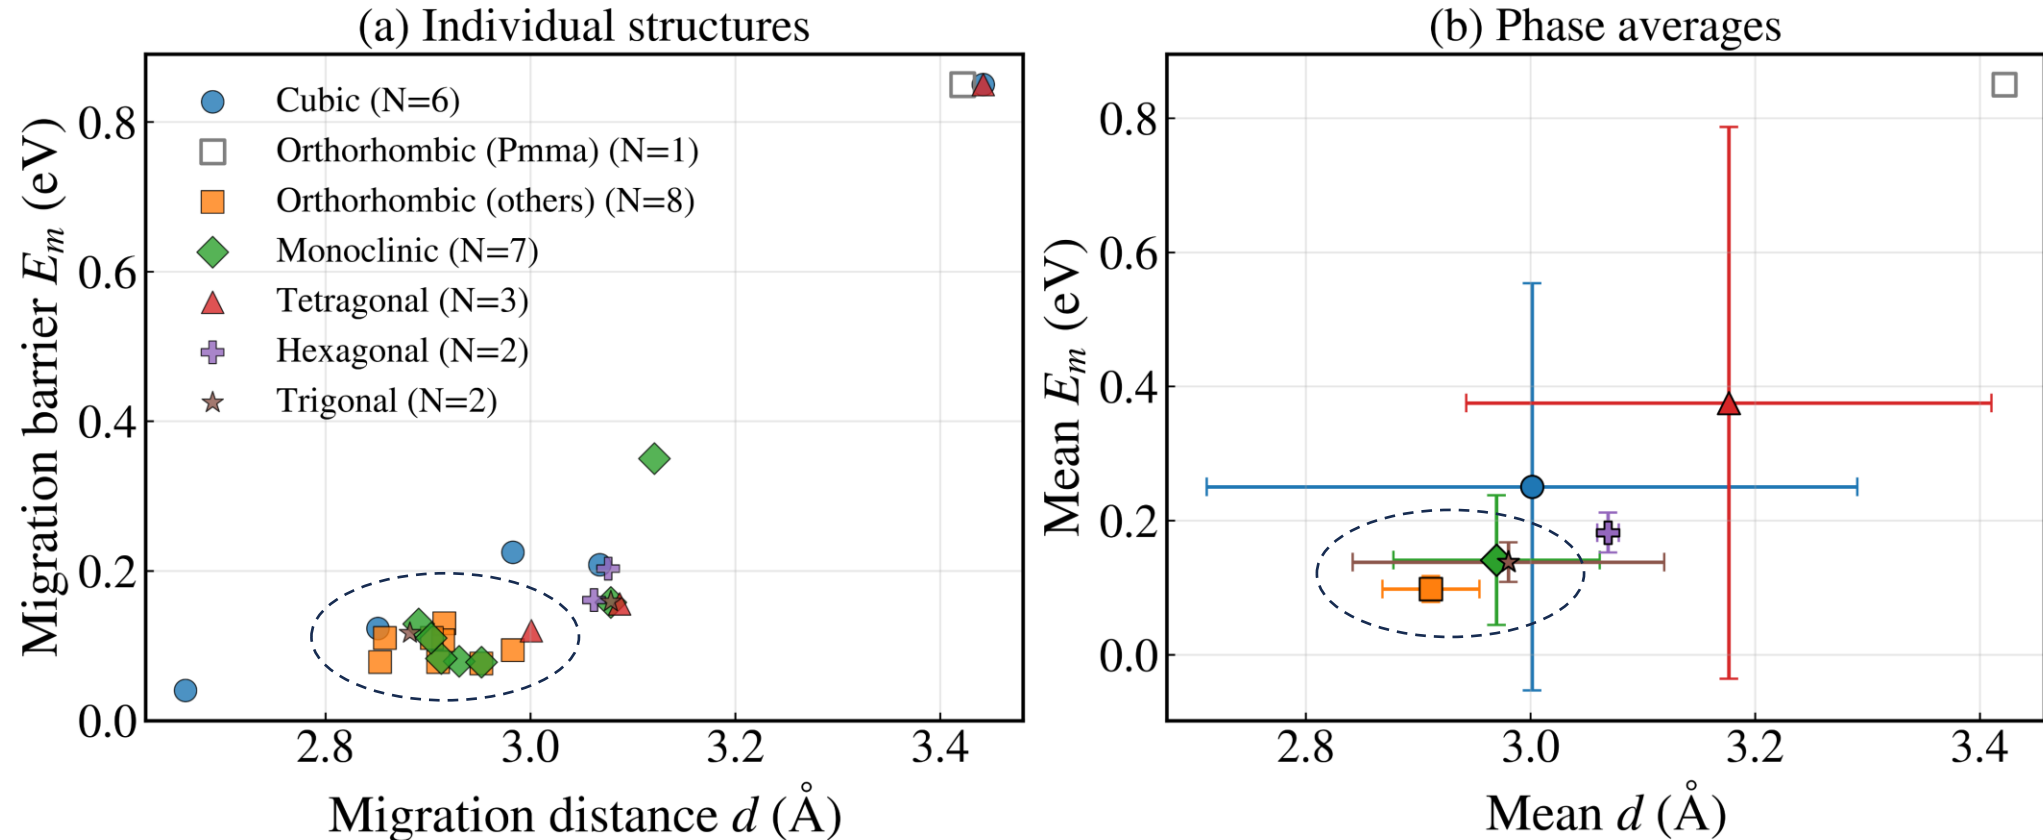 (a) Individual structures
Migration barrier E_m (eV)
0.8
0.6
0.4
0.2
0.0
Cubic (N=6)
Orthorhombic (Pmma) (N=1)
Orthorhombic (others) (N=8)
Monoclinic (N=7)
Tetragonal (N=3)
Hexagonal (N=2)
Trigonal (N=2)
2.8 3.0 3.2 3.4
Migration distance d (Å)
(b) Phase averages
Mean E_m (eV)
0.8
0.6
0.4
0.2
0.0
2.8 3.0 3.2 3.4
Mean d (Å)